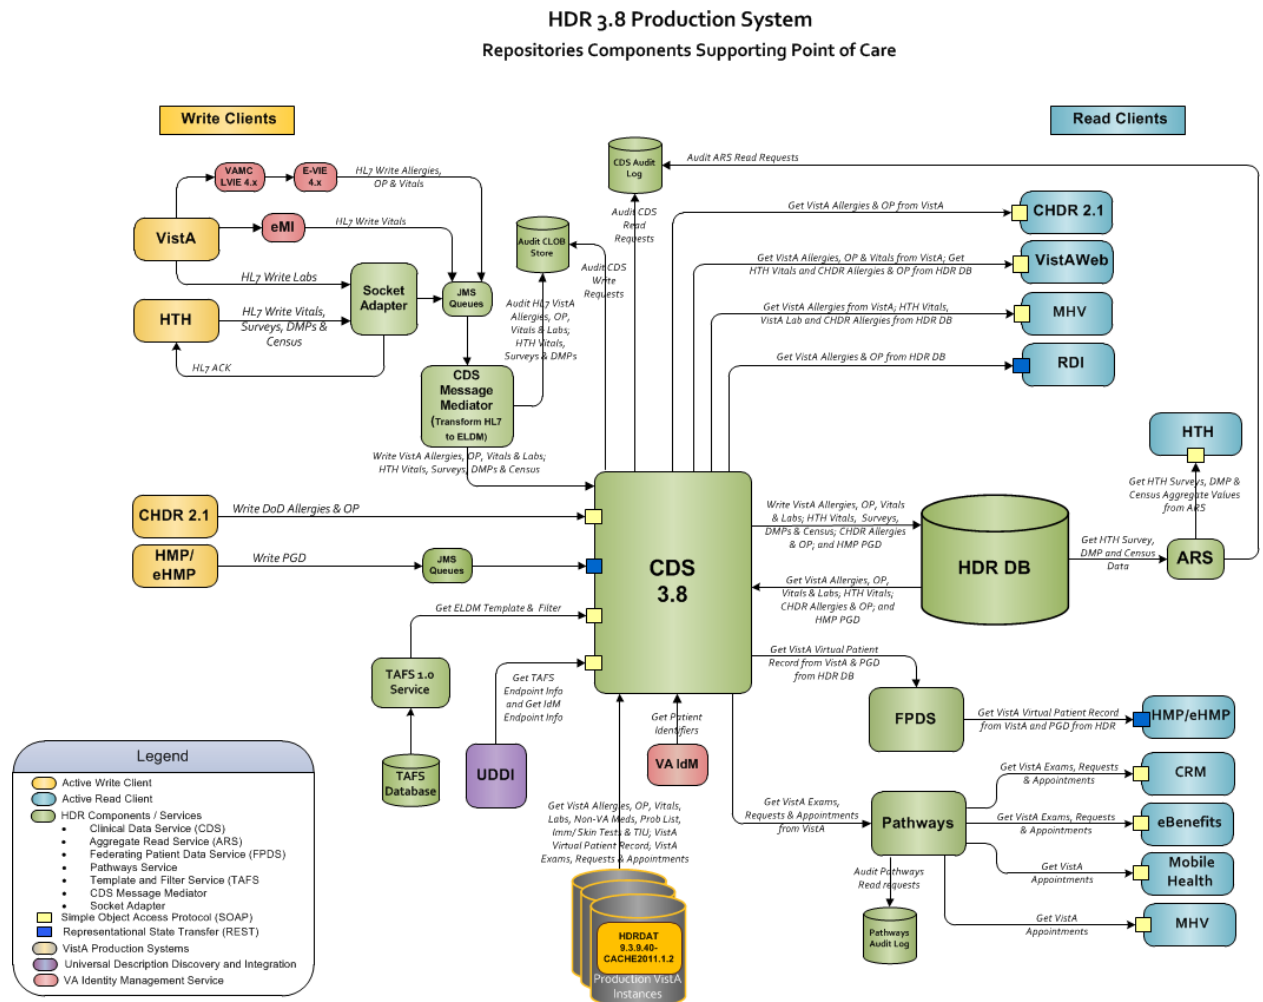 HDR 3.8 Production System
Repositories Components Supporting Point of Care
Write Clients
Read Clients
VAMC
LVIE 4.x
E-VIE
4.x
HL7 Write Allergies,
OP & Vitals
VistA
eMI
HL7 Write Vitals
HL7 Write Labs
HTH
HL7 Write Vitals,
Surveys, DMPs &
Census
HL7 ACK
Socket
Adapter
JMS
Queues
CDS
Message
Mediator
(Transform HL7
to ELDM)
Audit CLOB
Store
Audit HL7 VistA
Allergies, OP,
Vitals & Labs;
HTH Vitals,
Surveys & DMPs
CDS Audit
Log
Audit CDS
Read
Requests
Audit CDS
Write
Requests
Audit ARS Read Requests
Get VistA Allergies & OP from VistA
CHDR 2.1
Get VistA Allergies, OP & Vitals from VistA; Get
HTH Vitals and CHDR Allergies & OP from HDR DB
VistAWeb
Get VistA Allergies from VistA; HTH Vitals,
VistA Lab and CHDR Allergies from HDR DB
MHV
Get VistA Allergies & OP from HDR DB
RDI
HTH
Get HTH Surveys, DMP &
Census Aggregate Values
from ARS
Write VistA Allergies, OP, Vitals & Labs;
HTH Vitals, Surveys, DMPs & Census
CHDR 2.1
Write DoD Allergies & OP
HMP/
eHMP
Write PGD
JMS
Queues
CDS
3.8
Write VistA Allergies, OP, Vitals
& Labs; HTH Vitals, Surveys,
DMPs & Census; CHDR Allergies
& OP; and HMP PGD
HDR DB
Get HTH Survey,
DMP and Census
Data
ARS
Get VistA Allergies, OP,
Vitals & Labs; HTH Vitals;
CHDR Allergies & OP; and
HMP PGD
Get ELDM Template & Filter
TAFS 1.0
Service
TAFS
Database
Get TAFS
Endpoint Info
and Get IdM
Endpoint Info
UDDI
Get Patient
Identifiers
VA IdM
Get VistA Virtual Patient
Record from VistA & PGD
from HDR DB
FPDS
Get VistA Virtual Patient Record
from VistA and PGD from HDR
HMP/eHMP
Get VistA Exams,
Requests & Appointments
from VistA
Pathways
Get VistA Exams, Requests
& Appointments
CRM
Get VistA Exams, Requests
& Appointments
eBenefits
Get VistA
Appointments
Mobile
Health
Get VistA
Appointments
MHV
Audit Pathways
Read requests
Pathways
Audit Log
Get VistA Allergies, OP, Vitals,
Labs, Non-VA Meds, Prob List,
Imm/ Skin Tests & TIU; VistA
Virtual Patient Record; VistA
Exams, Requests & Appointments
HDRDAT
9.3.9.40-
CACHE2011.1.2
Production VistA
Instances
Legend
Active Write Client
Active Read Client
HDR Components / Services
• Clinical Data Service (CDS)
• Aggregate Read Service (ARS)
• Federating Patient Data Service (FPDS)
• Pathways Service
• Template and Filter Service (TAFS
• CDS Message Mediator
• Socket Adapter
Simple Object Access Protocol (SOAP)
Representational State Transfer (REST)
VistA Production Systems
Universal Description Discovery and Integration
VA Identity Management Service